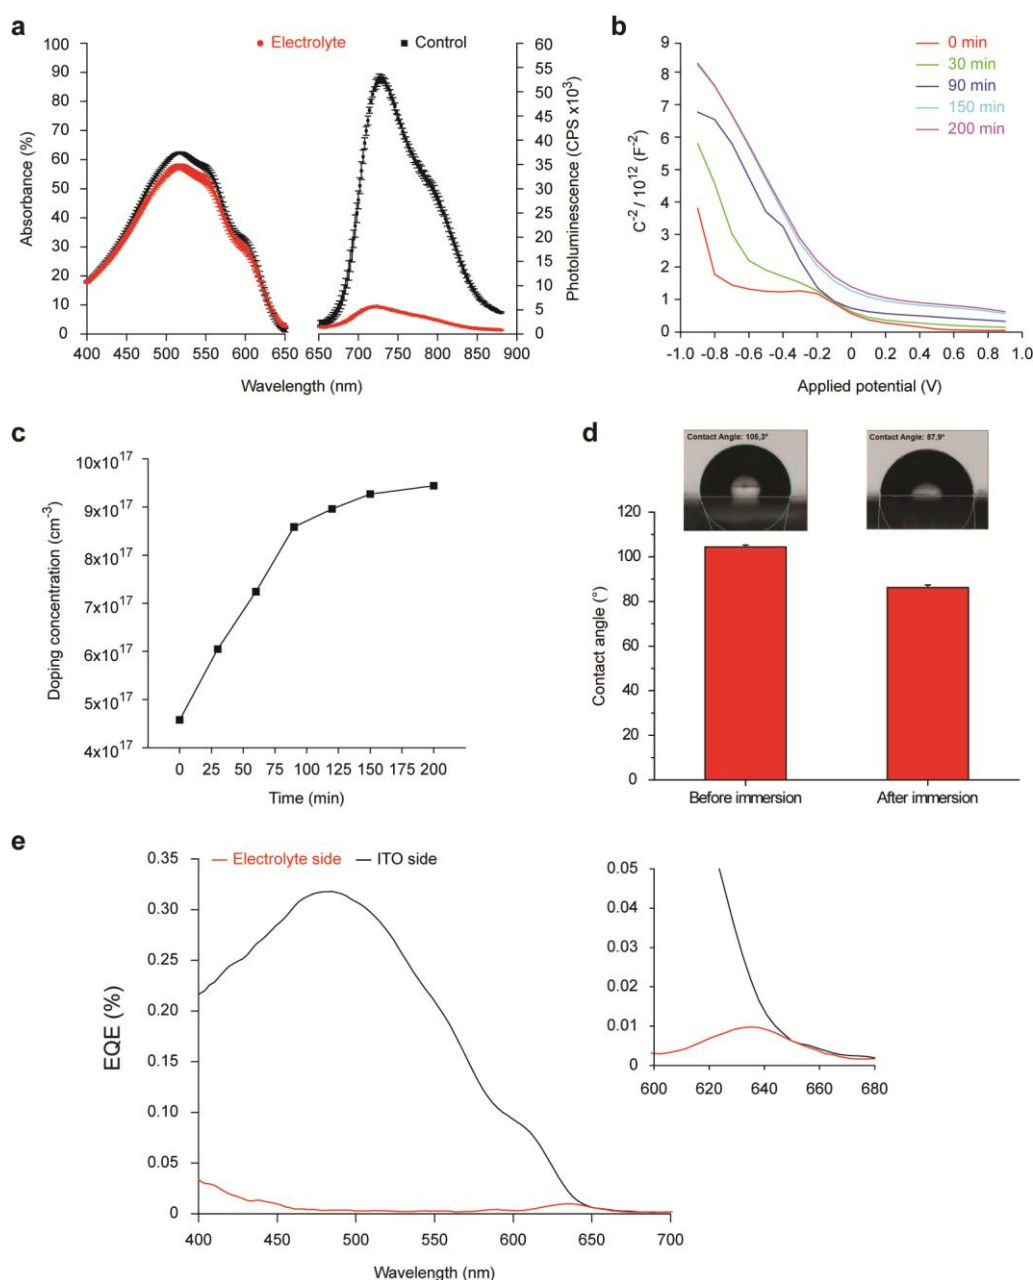 a
Electrolyte
Control
100
90
80
70
60
50
40
30
20
10
0
Absorbance (%)
60
55
50
45
40
35
30
25
20
15
10
5
0
Photoluminescence (CPS x10³)
400 450 500 550 600 650
650 700 750 800 850 900
Wavelength (nm)
b
0 min
30 min
90 min
150 min
200 min
9
8
7
6
5
4
3
2
1
0
C⁻² / 10¹² (F⁻²)
-1.0 -0.8 -0.6 -0.4 -0.2 0 0.2 0.4 0.6 0.8 1.0
Applied potential (V)
c
10x10¹⁷
9x10¹⁷
8x10¹⁷
7x10¹⁷
6x10¹⁷
5x10¹⁷
4x10¹⁷
Doping concentration (cm⁻³)
0 25 50 75 100 125 150 175 200
Time (min)
d
Contact Angle: 105,3°
Contact Angle: 87,9°
120
100
80
60
40
20
0
Contact angle (°)
Before immersion
After immersion
e
Electrolyte side
ITO side
0.35
0.30
0.25
0.20
0.15
0.10
0.05
0
EQE (%)
400 450 500 550 600 650 700
Wavelength (nm)
0.05
0.04
0.03
0.02
0.01
0
600 620 640 660 680